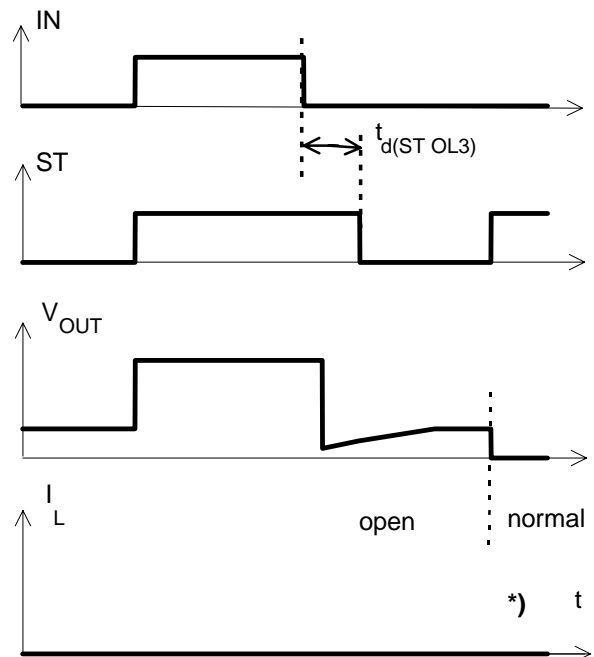 IN
t d(ST OL3)
ST
V OUT
I L
open normal
*) t